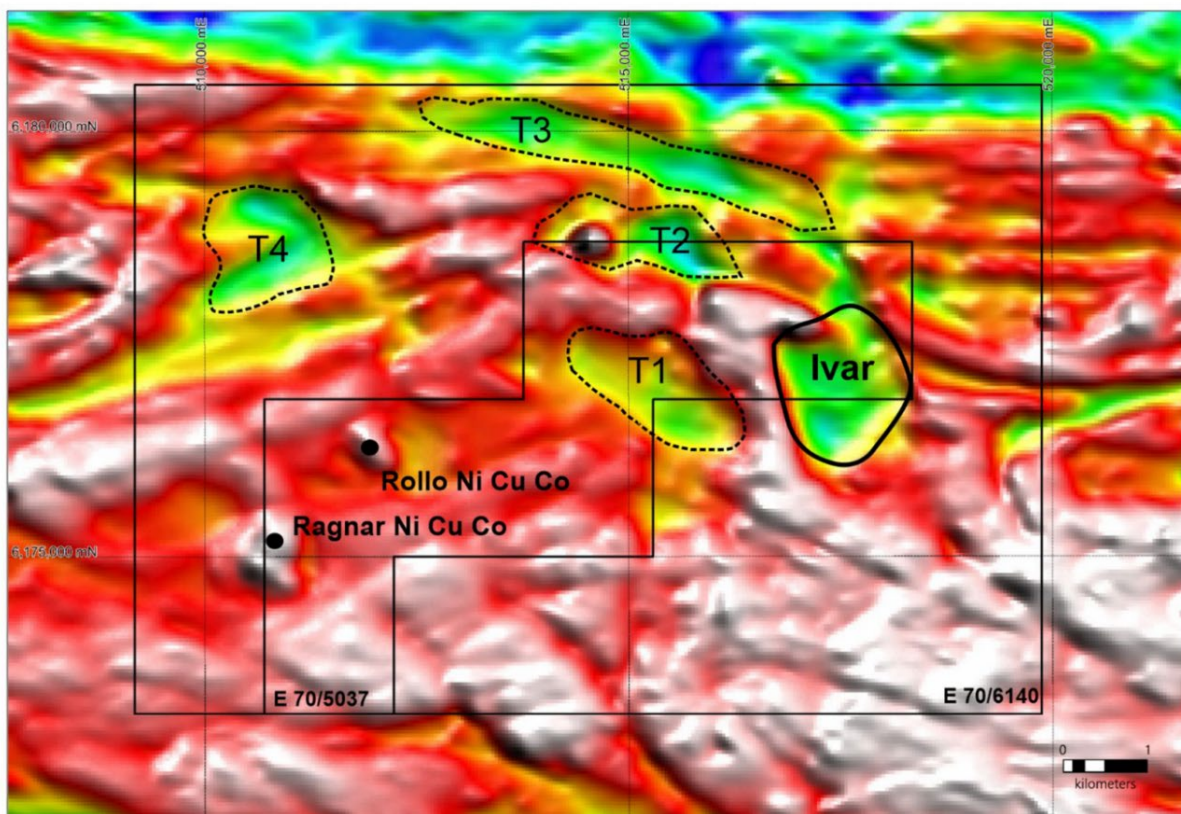 510,000 mE
515,000 mE
520,000 mE
6,180,000 mN
T3
T4
T2
T1
Ivar
Rollo Ni Cu Co
Ragnar Ni Cu Co
6,175,000 mN
E 70/5037
E 70/6140
0 1
kilometers